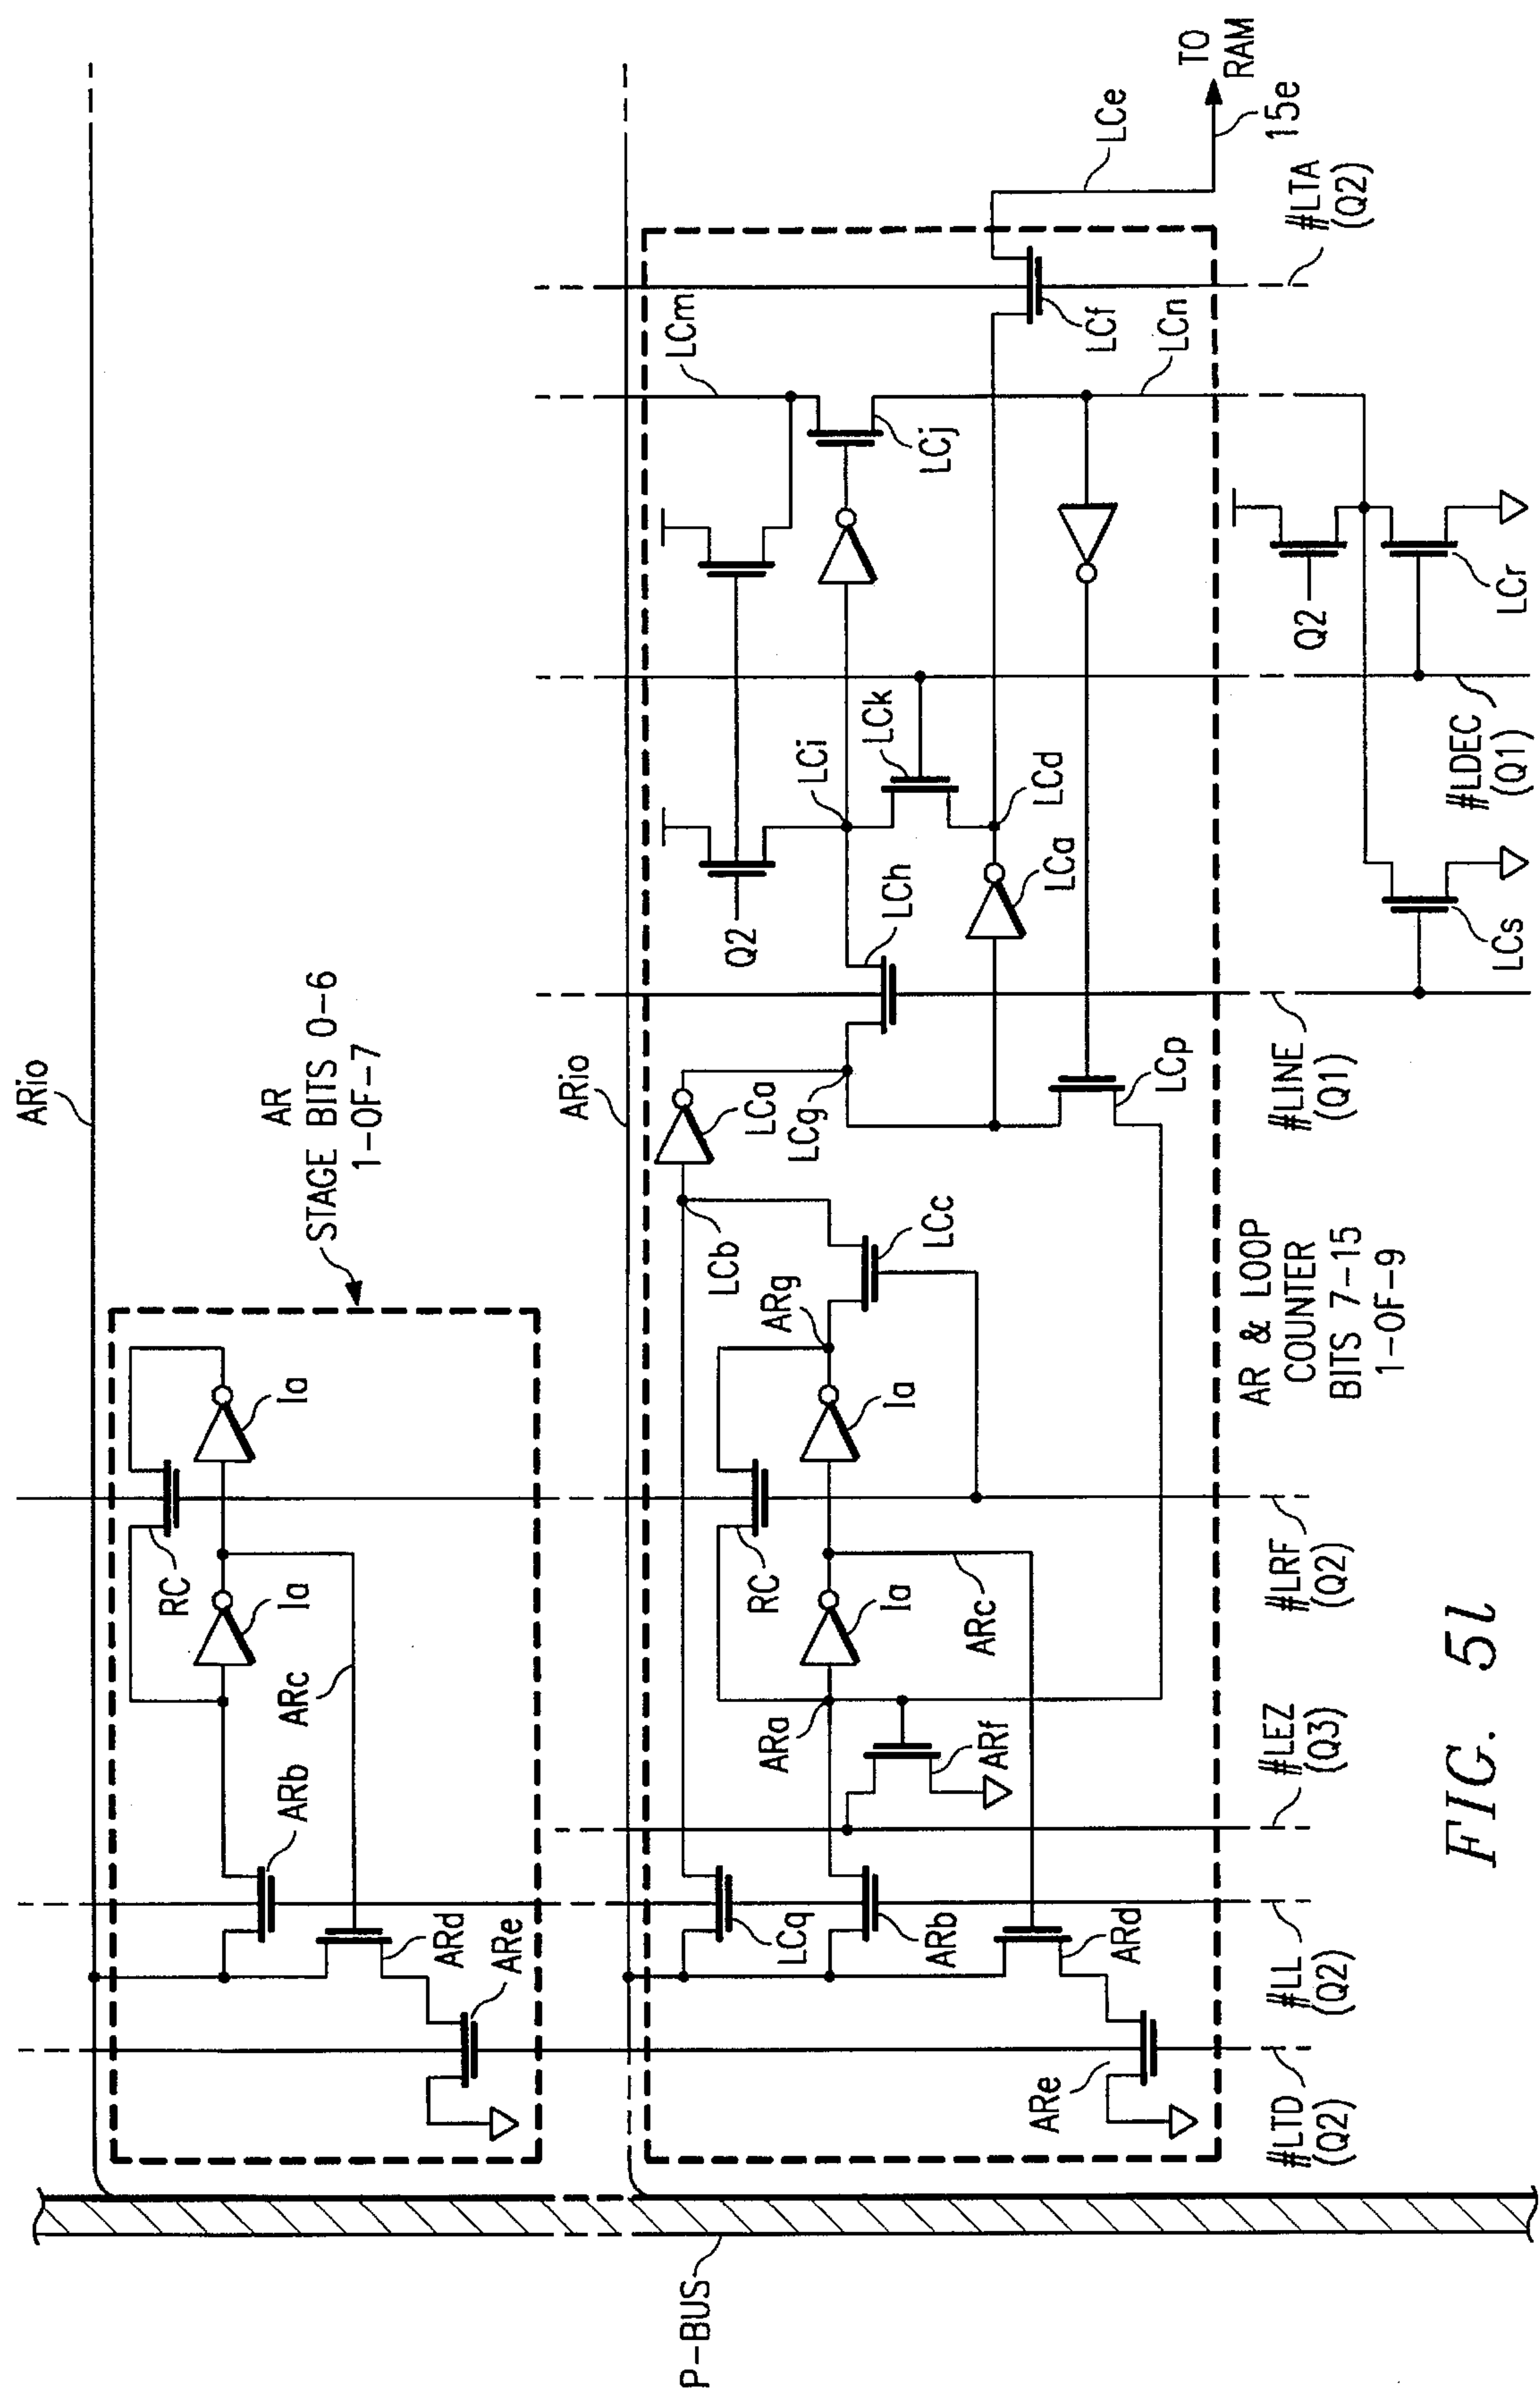 ARio
AR
STAGE BITS 0-6
1-OF-7
RC
Ia
Ia
ARb
ARc
ARd
ARe
P-BUS
ARio
LCm
LCe
TO
RAM
15e
#LTA
(Q2)
LCf
LCn
LCj
LCi
LCk
LCd
LCa
Q2
LCh
LCa
LCg
LCp
LCb
LCc
ARg
Ia
RC
Ia
ARc
ARa
ARf
LCq
ARb
ARd
ARe
Q2
LCr
#LDEC
(Q1)
LCs
#LINE
(Q1)
AR & LOOP
COUNTER
BITS 7-15
1-OF-9
#LRF
(Q2)
#LEZ
(Q3)
#LL
(Q2)
#LTD
(Q2)
FIG. 5l